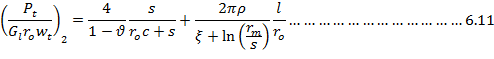 (P_t / G_l r_o w_t)_2 = 4 / (1 − ϑ) s / (r_o c + s) + 2πρ / (ξ + ln(r_m / s)) l / r_o … … … … … … … … … … … 6.11